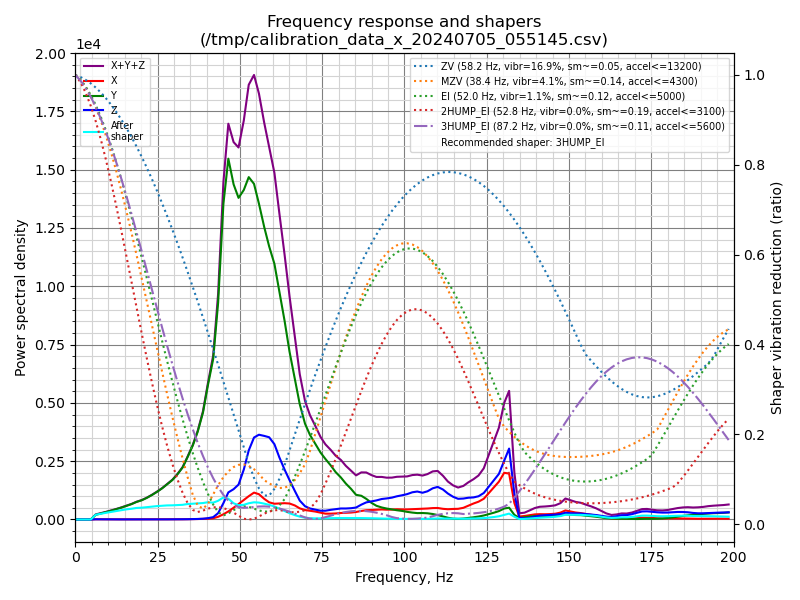 Frequency response and shapers
(/tmp/calibration_data_x_20240705_055145.csv)
1e4
X+Y+Z
X
Y
Z
After
shaper
ZV (58.2 Hz, vibr=16.9%, sm~=0.05, accel<=13200)
MZV (38.4 Hz, vibr=4.1%, sm~=0.14, accel<=4300)
EI (52.0 Hz, vibr=1.1%, sm~=0.12, accel<=5000)
2HUMP_EI (52.8 Hz, vibr=0.0%, sm~=0.19, accel<=3100)
3HUMP_EI (87.2 Hz, vibr=0.0%, sm~=0.11, accel<=5600)
Recommended shaper: 3HUMP_EI
Power spectral density
2.00
1.75
1.50
1.25
1.00
0.75
0.50
0.25
0.00
1.0
0.8
0.6
0.4
0.2
0.0
Shaper vibration reduction (ratio)
0 25 50 75 100 125 150 175 200
Frequency, Hz